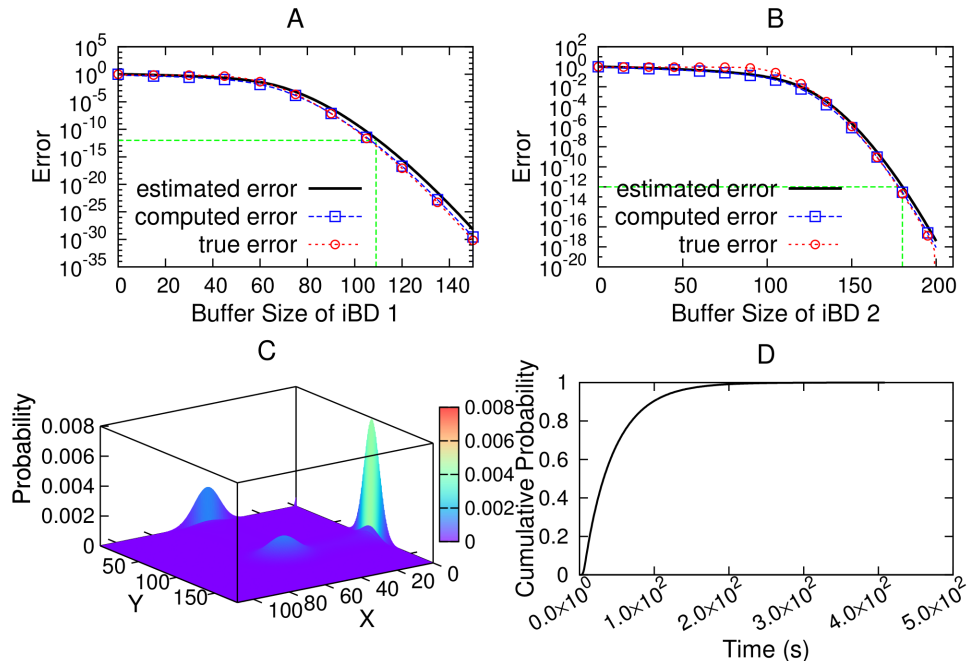 A
10^5
10^0
10^-5
10^-10
10^-15
10^-20
10^-25
10^-30
10^-35
Error
estimated error
computed error
true error
0 20 40 60 80 100 120 140
Buffer Size of iBD 1
B
10^2
10^0
10^-2
10^-4
10^-6
10^-8
10^-10
10^-12
10^-14
10^-16
10^-18
10^-20
Error
estimated error
computed error
true error
0 50 100 150 200
Buffer Size of iBD 2
C
Probability
0.008
0.006
0.004
0.002
0
50
100
150
Y
100
80
60
40
20
0
X
0.008
0.006
0.004
0.002
0
D
Cumulative Probability
1
0.8
0.6
0.4
0.2
0
0.0×10^0
1.0×10^2
2.0×10^2
3.0×10^2
4.0×10^2
5.0×10^2
Time (s)